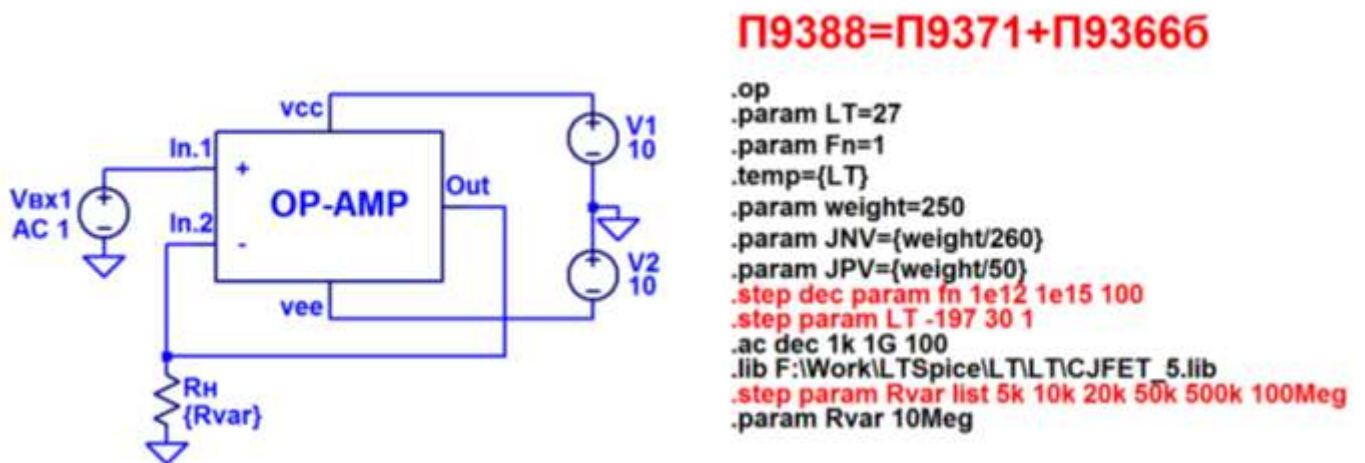 П9388=П9371+П9366б
vcc
V1
10
In.1
+
Vвх1
AC 1
OP-AMP
Out
In.2
-
V2
10
vee
Rн
{Rvar}
.op
.param LT=27
.param Fn=1
.temp={LT}
.param weight=250
.param JNV={weight/260}
.param JPV={weight/50}
.step dec param fn 1e12 1e15 100
.step param LT -197 30 1
.ac dec 1k 1G 100
.lib F:\Work\LTSpice\LT\LT\CJFET_5.lib
.step param Rvar list 5k 10k 20k 50k 500k 100Meg
.param Rvar 10Meg